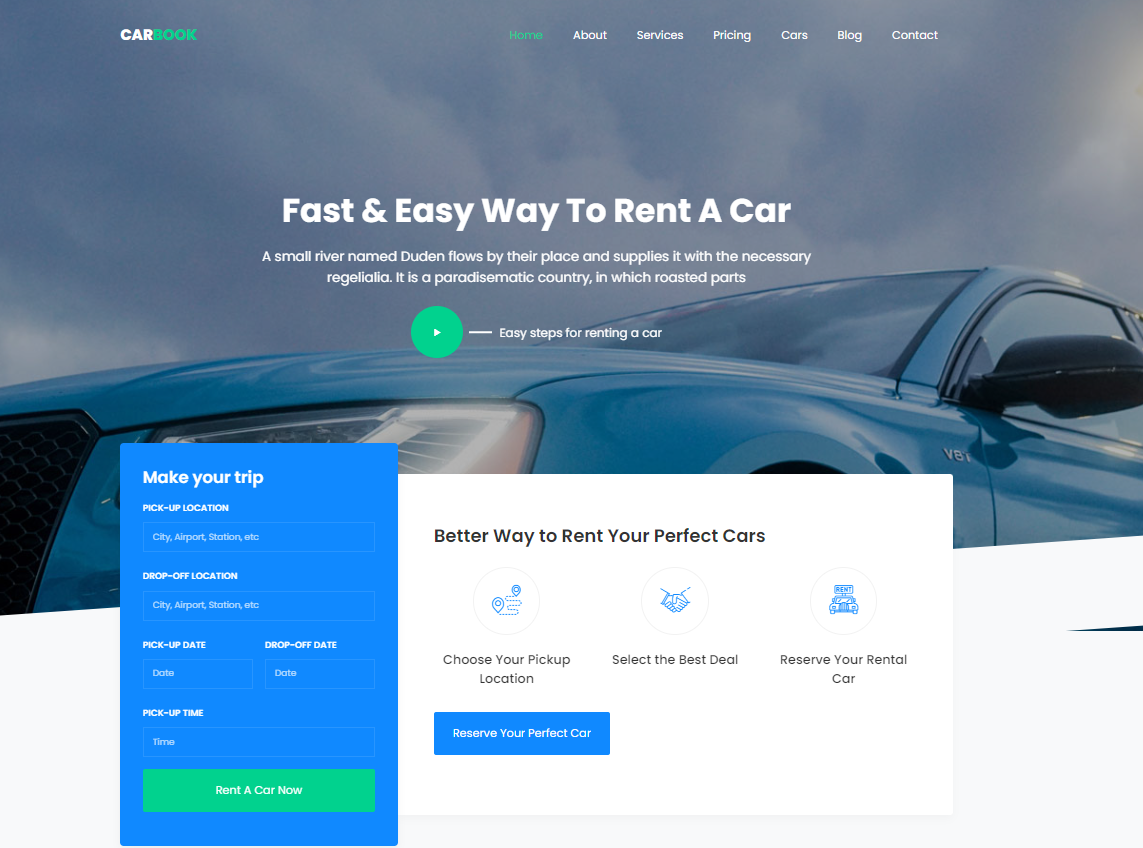 CARBOOK
Home About Services Pricing Cars Blog Contact
Fast & Easy Way To Rent A Car
A small river named Duden flows by their place and supplies it with the necessary
regelialia. It is a paradisematic country, in which roasted parts
Easy steps for renting a car
V8T
Make your trip
PICK-UP LOCATION
City, Airport, Station, etc
DROP-OFF LOCATION
City, Airport, Station, etc
PICK-UP DATE DROP-OFF DATE
Date Date
PICK-UP TIME
Time
Rent A Car Now
Better Way to Rent Your Perfect Cars
RENT
Choose Your Pickup
Location
Select the Best Deal
Reserve Your Rental
Car
Reserve Your Perfect Car